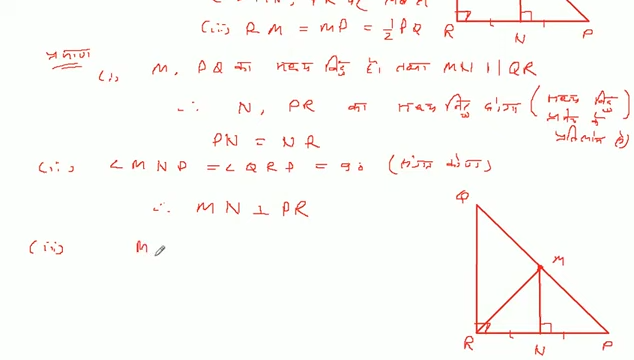 (iii) RM = MP = 1/2 PQ
R N P
प्रमाण
(i) M, PQ का मध्य बिंदु है। तथा MN || QR
∴ N, PR का मध्य बिंदु होगा (मध्य बिंदु प्रमेय के प्रतिलोम से)
PN = NR
(ii) ∠MNP = ∠QRP = 90 (संगत कोण)
∴ MN ⊥ PR
(iii) M
Q
M
R N P